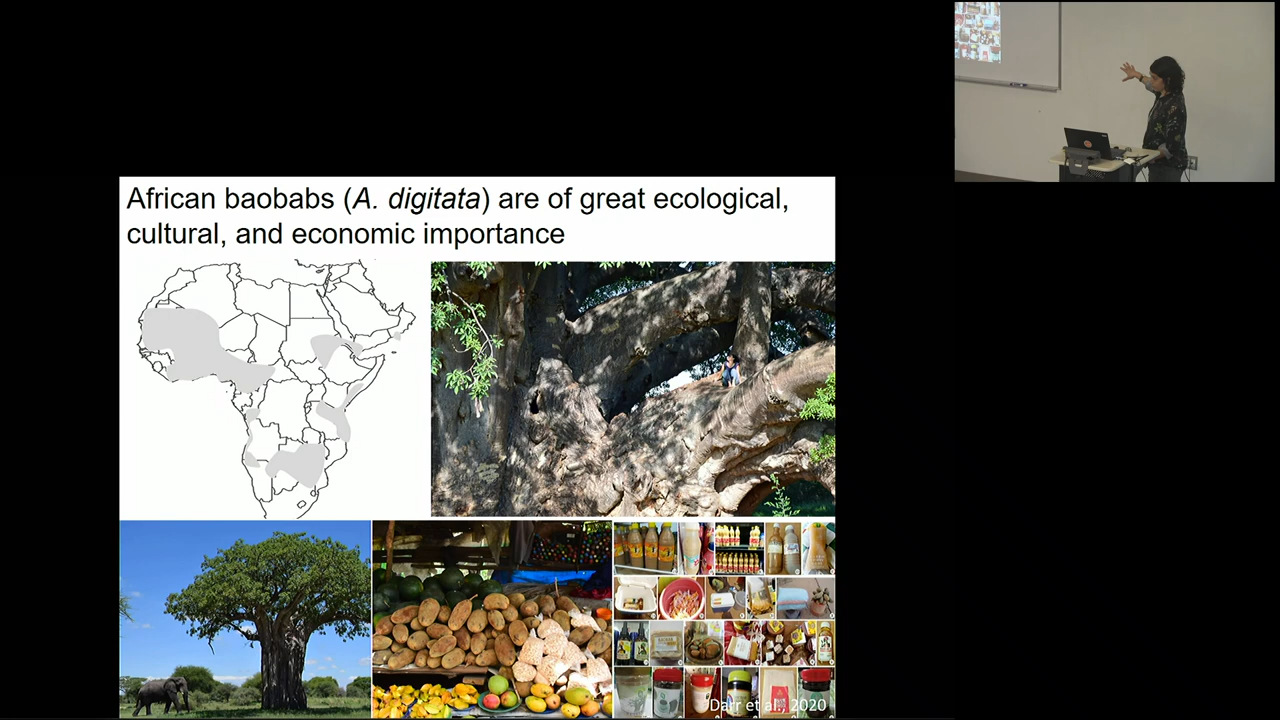 African baobabs (A. digitata) are of great ecological,
cultural, and economic importance
Darr et al., 2020